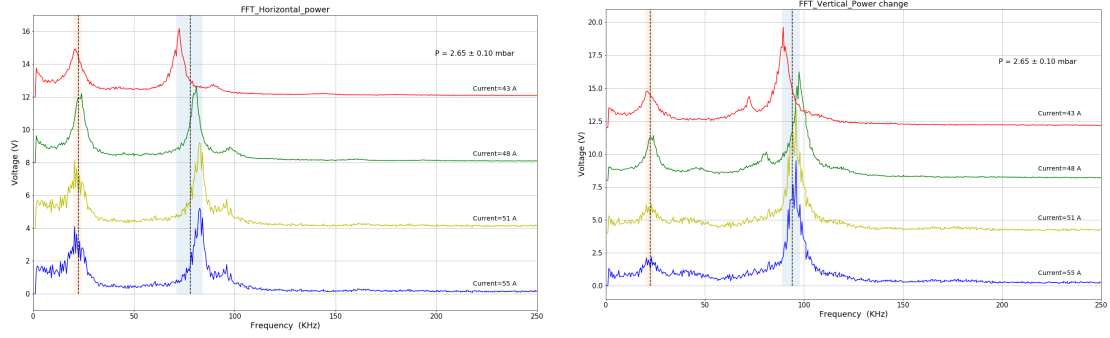 FFT_Horizontal_power
16
14
12
10
8
6
4
2
0
Voltage (V)
P = 2.65 ± 0.10 mbar
Current=43 A
Current=48 A
Current=51 A
Current=55 A
0 50 100 150 200 250
Frequency (KHz)
FFT_Vertical_Power change
20.0
17.5
15.0
12.5
10.0
7.5
5.0
2.5
0.0
Voltage (V)
P = 2.65 ± 0.10 mbar
Current=43 A
Current=48 A
Current=51 A
Current=55 A
0 50 100 150 200 250
Frequency (KHz)